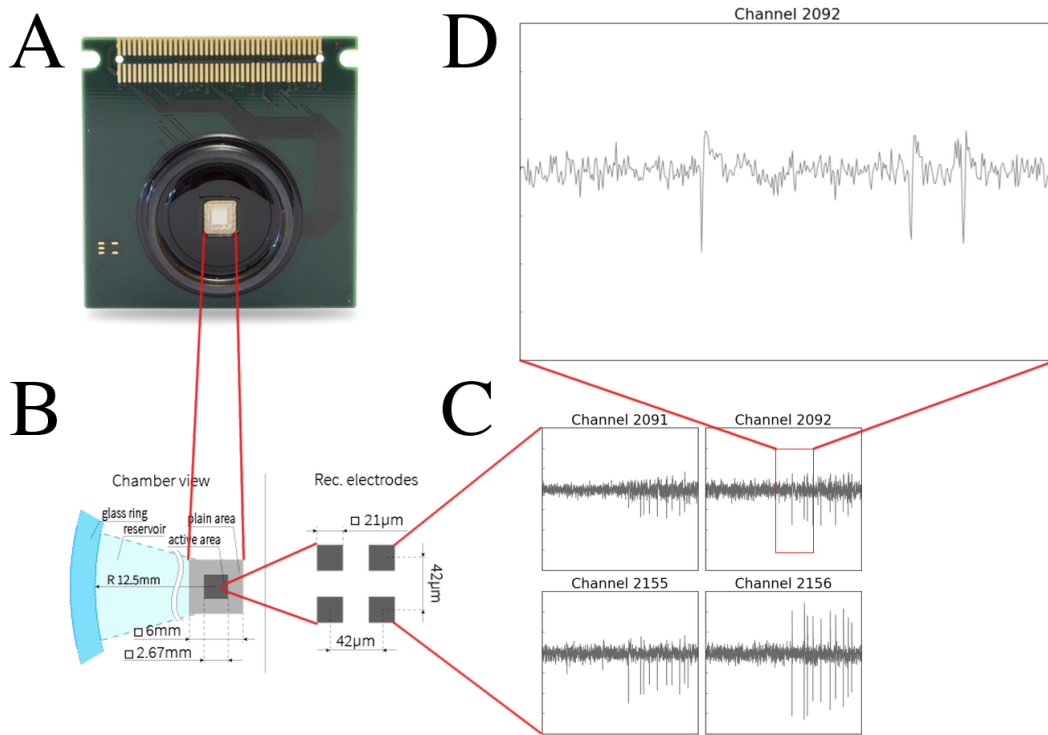 A
B
Chamber view
glass ring
reservoir
plain area
active area
R 12.5mm
□ 6mm
□ 2.67mm
Rec. electrodes
□ 21µm
42µm
42µm
C
Channel 2091
Channel 2092
Channel 2155
Channel 2156
D
Channel 2092